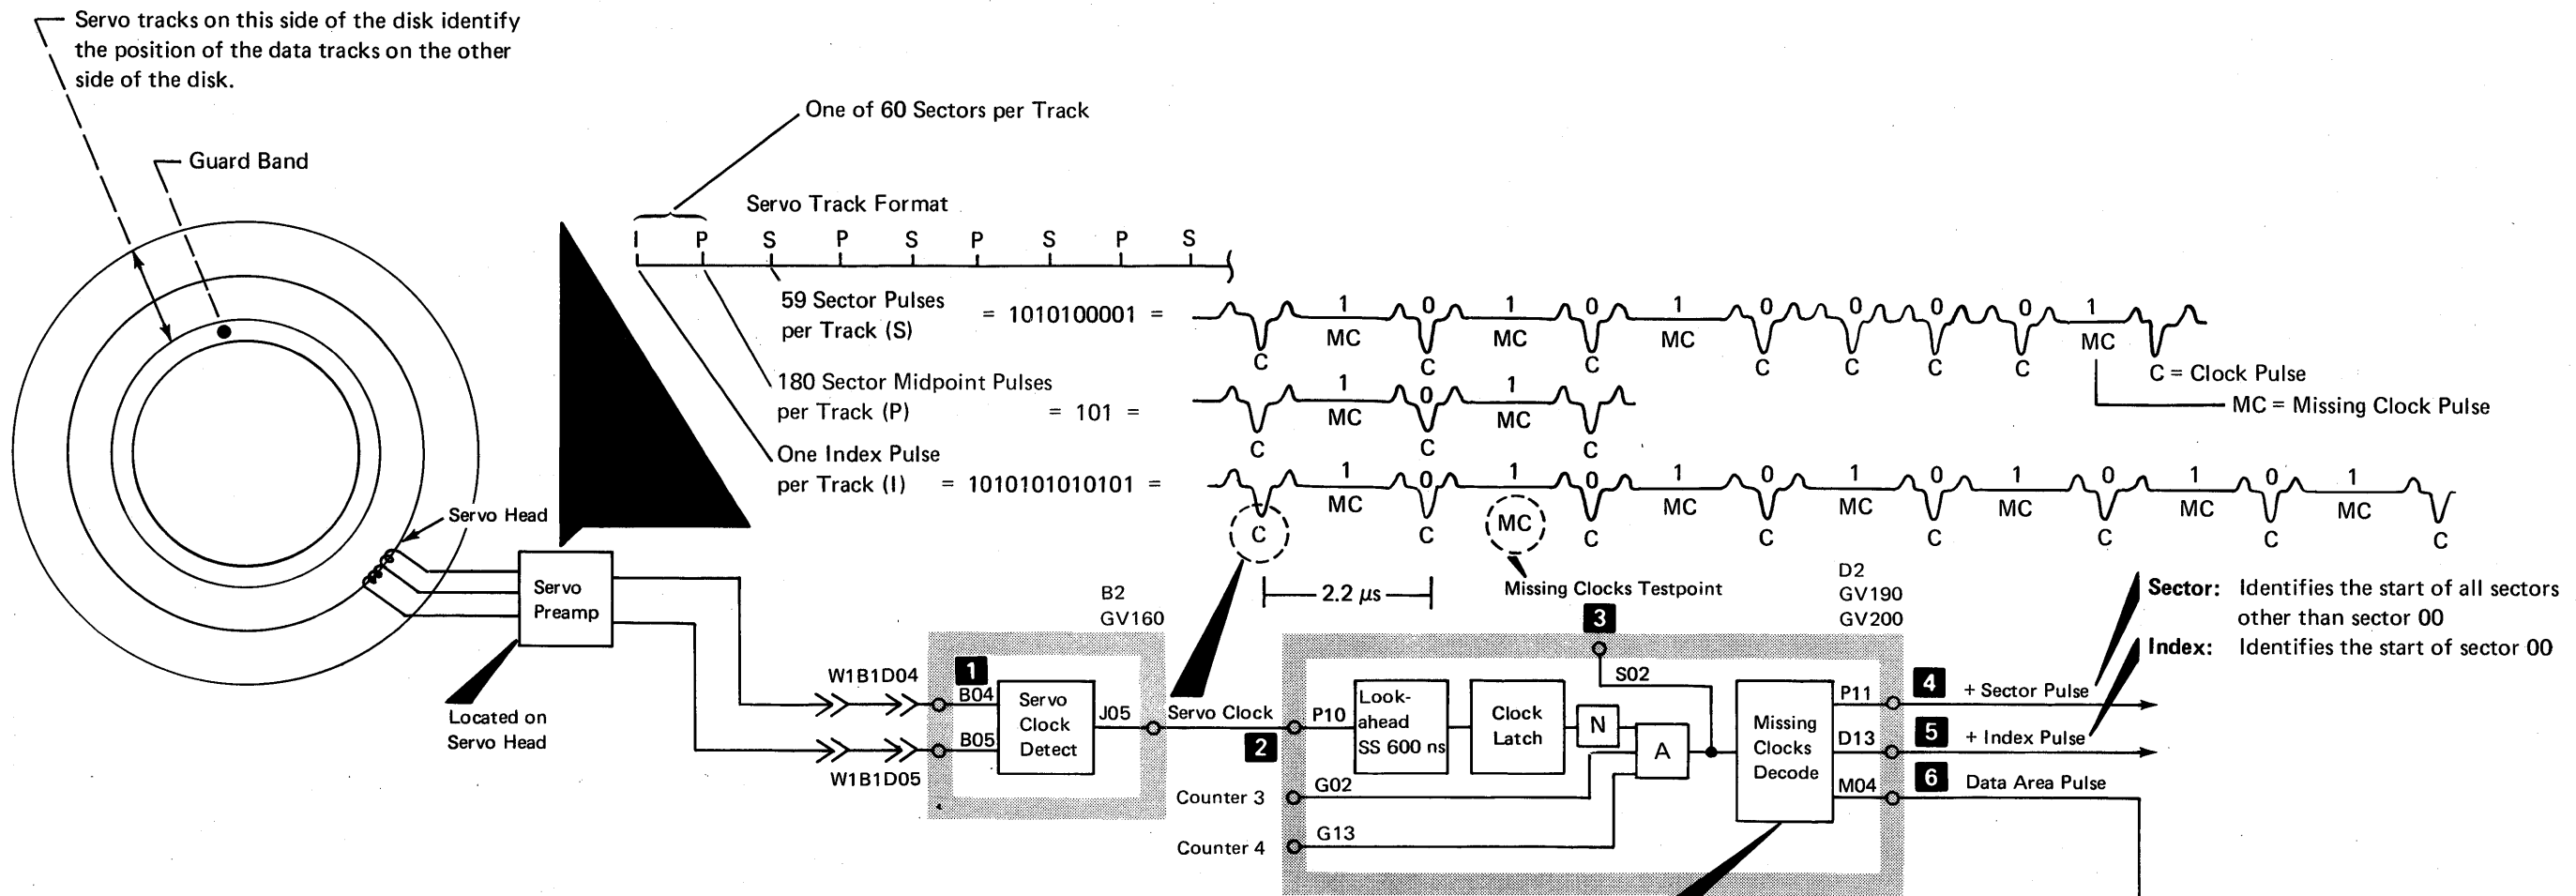 Servo tracks on this side of the disk identify
the position of the data tracks on the other
side of the disk.
Guard Band
One of 60 Sectors per Track
Servo Track Format
I P S P S P S P S
59 Sector Pulses
per Track (S) = 1010100001 =
1 0 1 0 1 0 0 0 0 1
MC MC MC MC
C C C C C C C C
C = Clock Pulse
MC = Missing Clock Pulse
180 Sector Midpoint Pulses
per Track (P) = 101 =
1 0 1
MC MC
C C C
One Index Pulse
per Track (I) = 1010101010101 =
1 0 1 0 1 0 1 0 1 0 1 0 1
MC MC MC MC MC MC MC
C C C C C C C C
2.2 μs
Missing Clocks Testpoint
Servo Head
Servo
Preamp
Located on
Servo Head
B2
GV160
D2
GV190
GV200
Sector: Identifies the start of all sectors
other than sector 00
Index: Identifies the start of sector 00
W1B1D04
W1B1D05
1
B04
B05
Servo
Clock
Detect
J05
Servo Clock
2
P10
Look-
ahead
SS 600 ns
Clock
Latch
N
A
3
S02
Counter 3
G02
Counter 4
G13
Missing
Clocks
Decode
P11
4 + Sector Pulse
D13
5 + Index Pulse
M04
6 Data Area Pulse